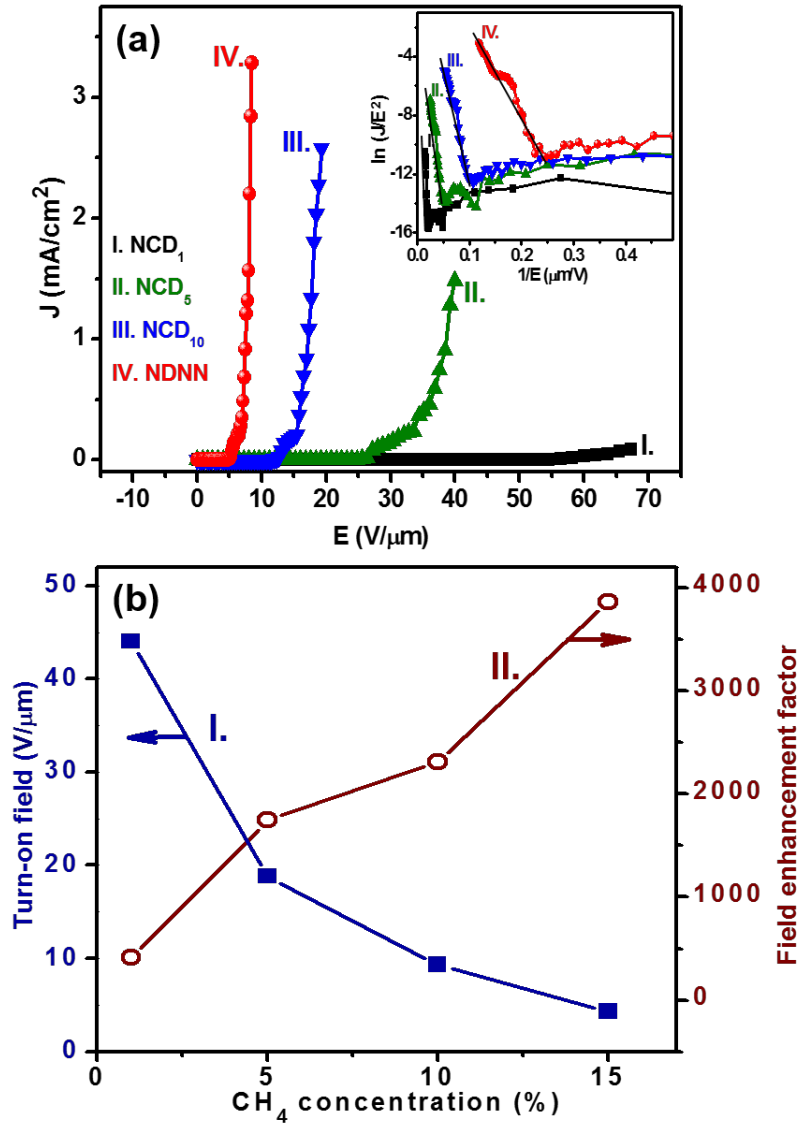 (a)
J (mA/cm²)
3
2
1
0
-10 0 10 20 30 40 50 60 70
E (V/μm)
IV.
III.
II.
I.
I. NCD₁
II. NCD₅
III. NCD₁₀
IV. NDNN
ln (J/E²)
-4
-8
-12
-16
0.0 0.1 0.2 0.3 0.4
1/E (μm/V)
IV.
III.
II.
I
(b)
Turn-on field (V/μm)
50
40
30
20
10
0
I.
II.
4000
3000
2000
1000
0
Field enhancement factor
0 5 10 15
CH₄ concentration (%)